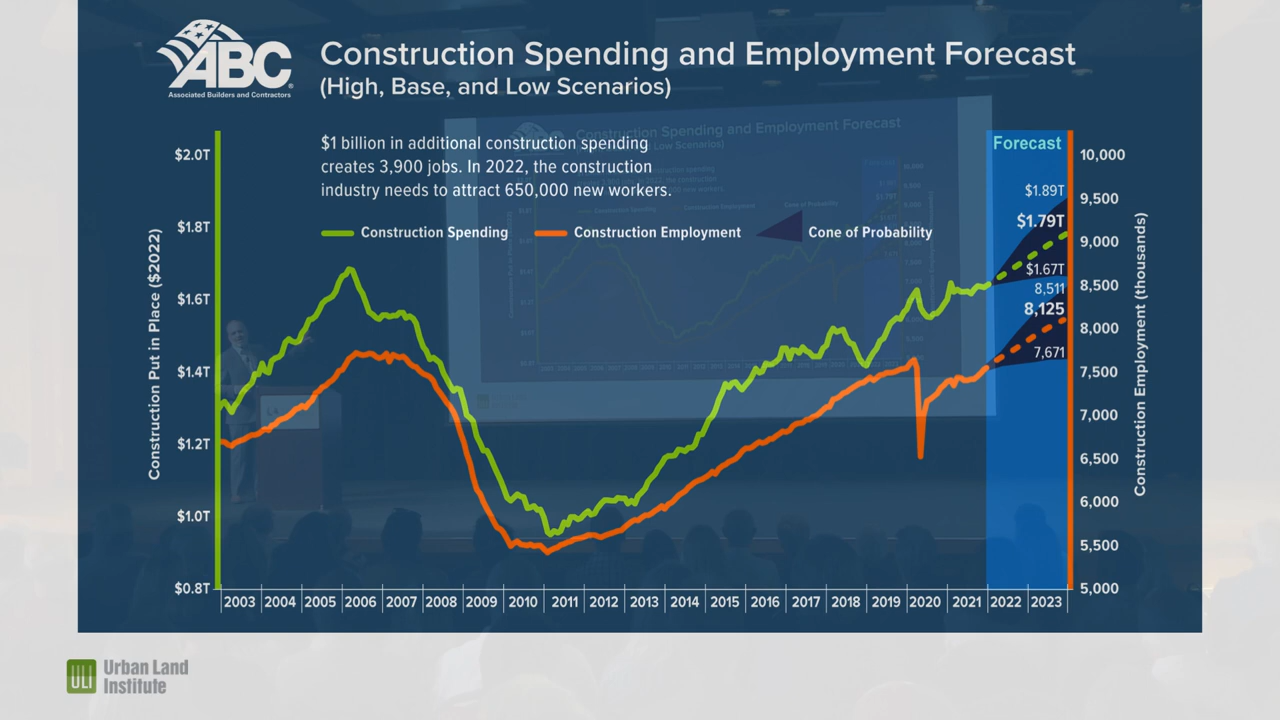 ABC
Associated Builders and Contractors
Construction Spending and Employment Forecast
(High, Base, and Low Scenarios)
$1 billion in additional construction spending
creates 3,900 jobs. In 2022, the construction
industry needs to attract 650,000 new workers.
Construction Spending
Construction Employment
Cone of Probability
Forecast
Construction Put in Place ($2022)
$2.0T
$1.8T
$1.6T
$1.4T
$1.2T
$1.0T
$0.8T
$1.89T
$1.79T
$1.67T
8,511
8,125
7,671
10,000
9,500
9,000
8,500
8,000
7,500
7,000
6,500
6,000
5,500
5,000
Construction Employment (thousands)
2003 2004 2005 2006 2007 2008 2009 2010 2011 2012 2013 2014 2015 2016 2017 2018 2019 2020 2021 2022 2023
ULI
Urban Land
Institute